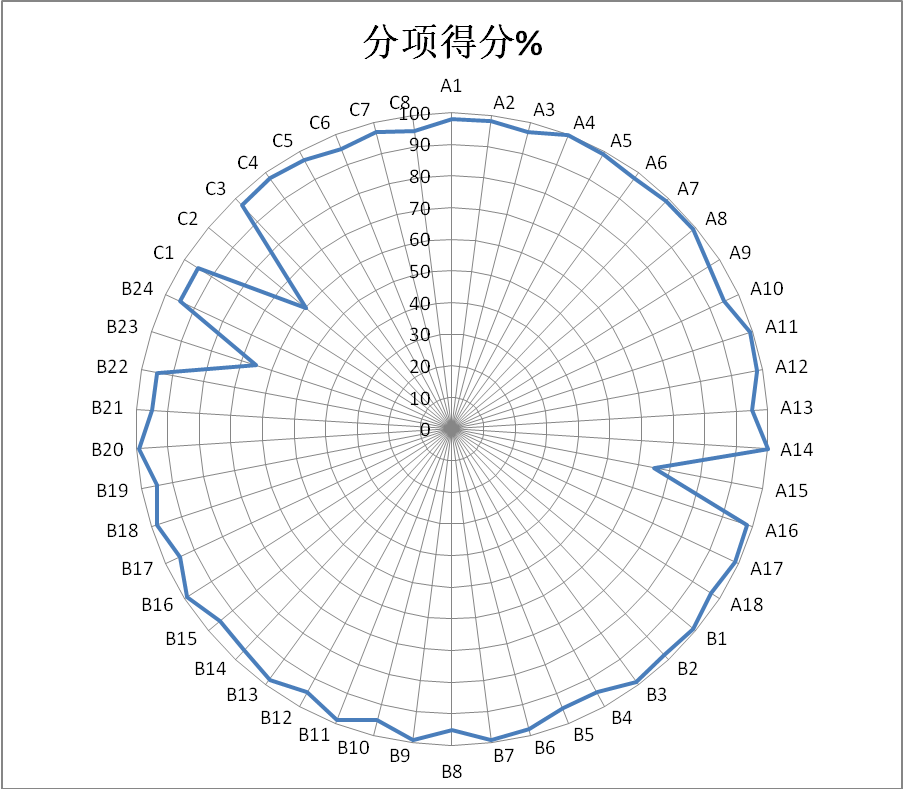 分项得分%
A1
A2
A3
A4
A5
A6
A7
A8
A9
A10
A11
A12
A13
A14
A15
A16
A17
A18
B1
B2
B3
B4
B5
B6
B7
B8
B9
B10
B11
B12
B13
B14
B15
B16
B17
B18
B19
B20
B21
B22
B23
B24
C1
C2
C3
C4
C5
C6
C7
C8
100
90
80
70
60
50
40
30
20
10
0